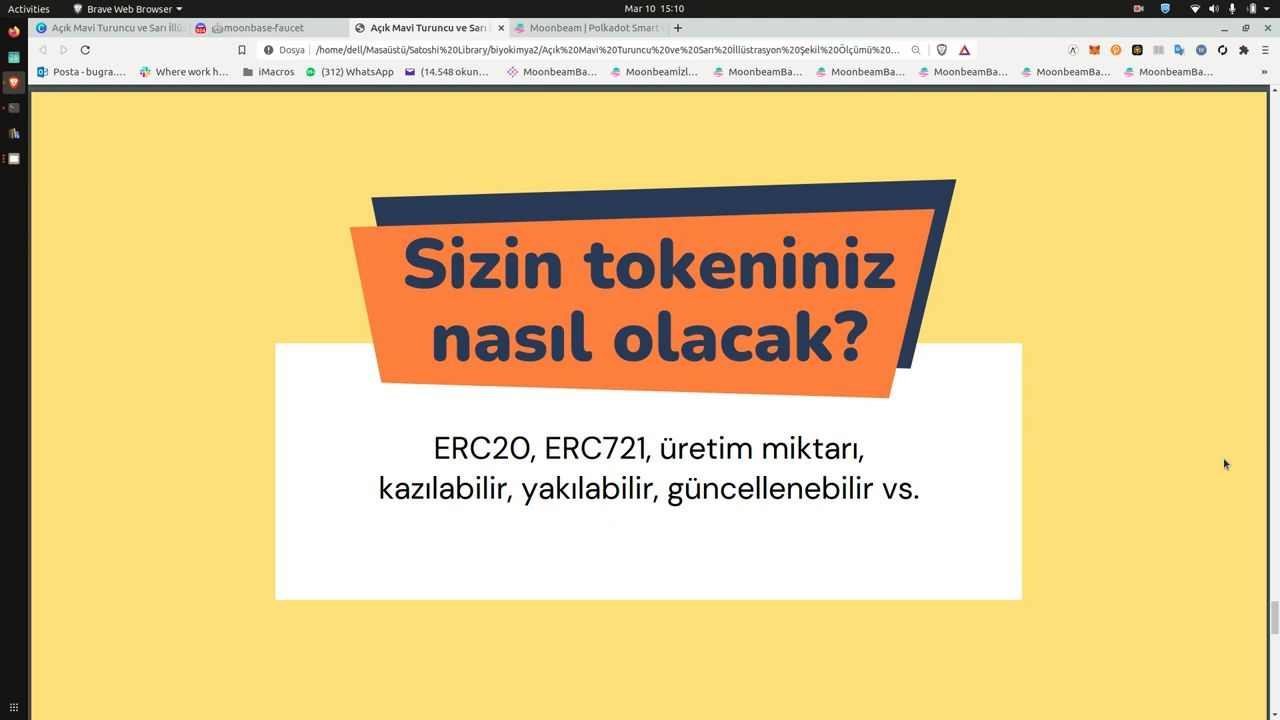 Activities
Brave Web Browser
Mar 10 15:10
Açık Mavi Turuncu ve Sarı İllüs
moonbase-faucet
Açık Mavi Turuncu ve Sarı İ
Moonbeam | Polkadot Smart
Dosya
/home/dell/Masaüstü/Satoshi%20Library/biyokimya2/Açık%20Mavi%20Turuncu%20ve%20Sarı%20İllüstrasyon%20Şekil%20Ölçümü%20...
Posta - bugra....
Where work h...
iMacros
(312) WhatsApp
(14.548 okun...
MoonbeamBa...
Moonbeamİzl...
MoonbeamBa...
MoonbeamBa...
MoonbeamBa...
MoonbeamBa...
MoonbeamBa...
Sizin tokeniniz
nasıl olacak?
ERC20, ERC721, üretim miktarı,
kazılabilir, yakılabilir, güncellenebilir vs.